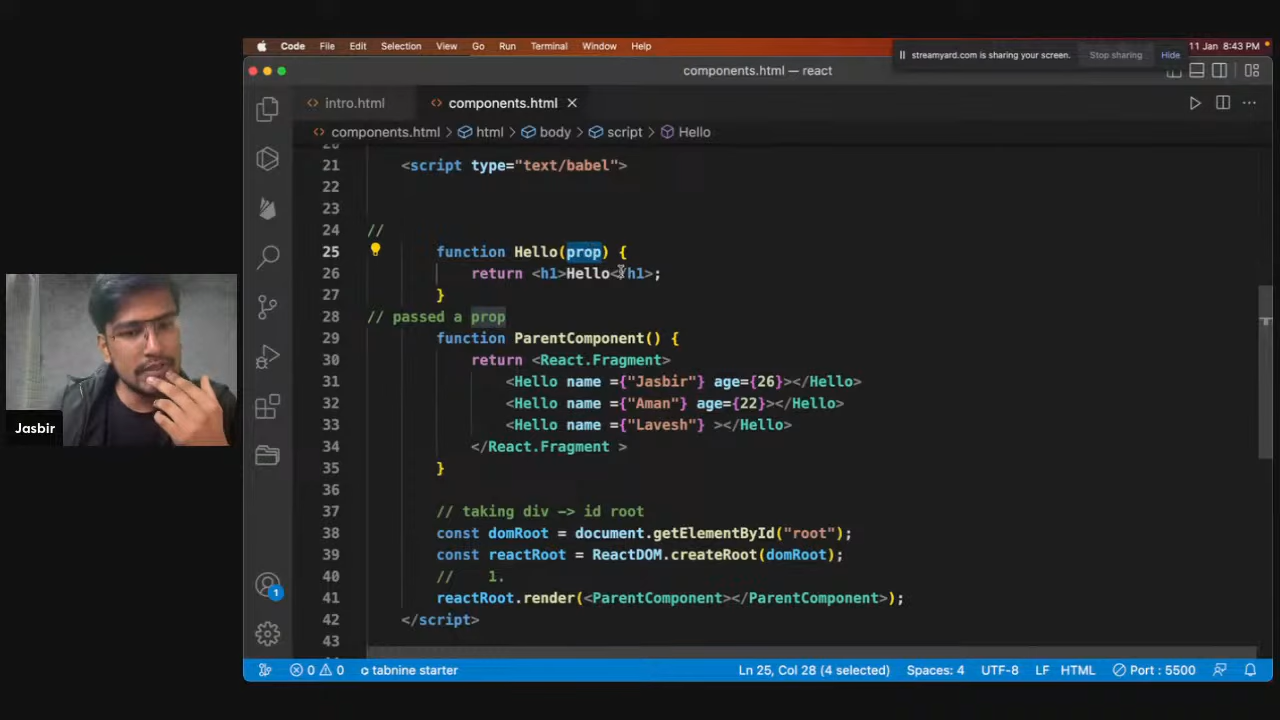 Code File Edit Selection View Go Run Terminal Window Help
streamyard.com is sharing your screen. Stop sharing Hide
11 Jan 8:43 PM
components.html — react
intro.html components.html
components.html > html > body > script > Hello
21 <script type="text/babel">
22
23
24 //
25 function Hello(prop) {
26 return <h1>Hello</h1>;
27 }
28 // passed a prop
29 function ParentComponent() {
30 return <React.Fragment>
31 <Hello name ={"Jasbir"} age={26}></Hello>
32 <Hello name ={"Aman"} age={22}></Hello>
33 <Hello name ={"Lavesh"} ></Hello>
34 </React.Fragment >
35 }
36
37 // taking div -> id root
38 const domRoot = document.getElementById("root");
39 const reactRoot = ReactDOM.createRoot(domRoot);
40 // 1.
41 reactRoot.render(<ParentComponent></ParentComponent>);
42 </script>
43
Jasbir
1
0 0 tabnine starter Ln 25, Col 28 (4 selected) Spaces: 4 UTF-8 LF HTML Port : 5500